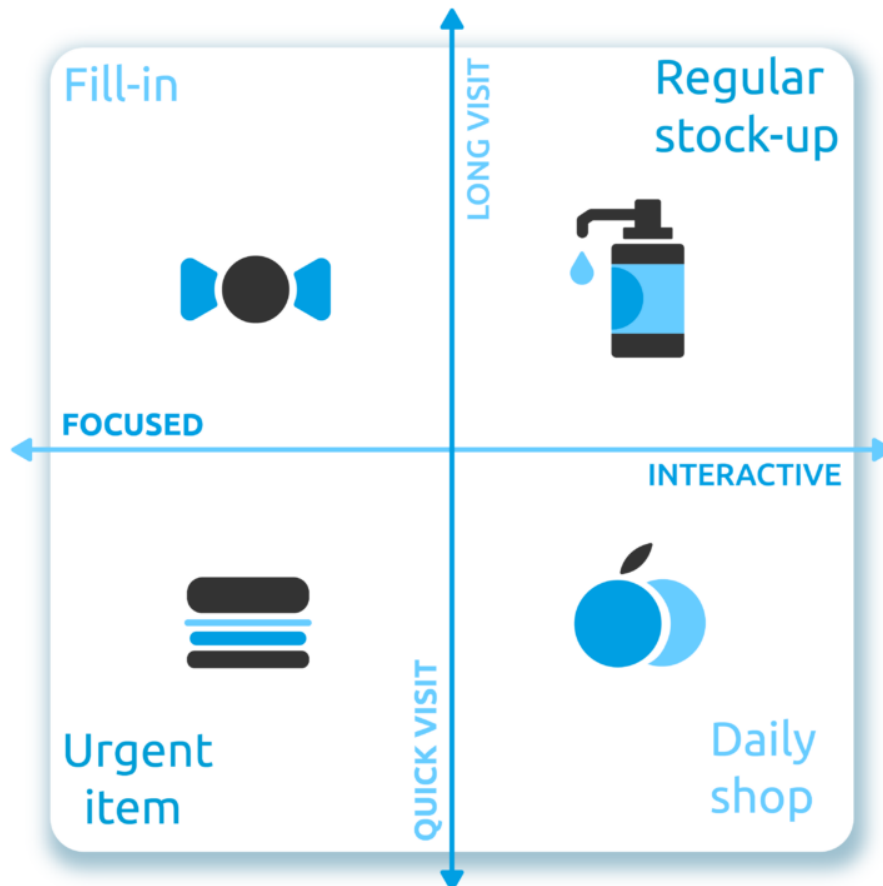 Fill-in
LONG VISIT
Regular
stock-up
FOCUSED
INTERACTIVE
Urgent
item
QUICK VISIT
Daily
shop